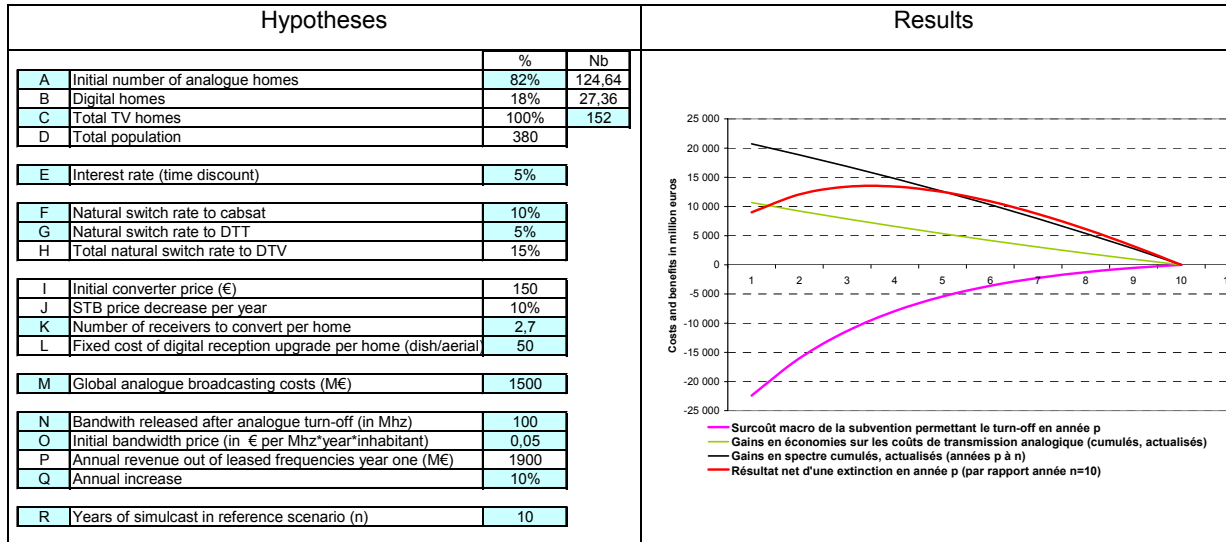 Hypotheses
Results
% Nb
A Initial number of analogue homes 82% 124,64
B Digital homes 18% 27,36
C Total TV homes 100% 152
D Total population 380
E Interest rate (time discount) 5%
F Natural switch rate to cabsat 10%
G Natural switch rate to DTT 5%
H Total natural switch rate to DTV 15%
I Initial converter price (€) 150
J STB price decrease per year 10%
K Number of receivers to convert per home 2,7
L Fixed cost of digital reception upgrade per home (dish/aerial) 50
M Global analogue broadcasting costs (M€) 1500
N Bandwith released after analogue turn-off (in Mhz) 100
O Initial bandwidth price (in € per Mhz*year*inhabitant) 0,05
P Annual revenue out of leased frequencies year one (M€) 1900
Q Annual increase 10%
R Years of simulcast in reference scenario (n) 10
Costs and benefits in million euros
25 000
20 000
15 000
10 000
5 000
0
-5 000
-10 000
-15 000
-20 000
-25 000
1 2 3 4 5 6 7 8 9 10 1
Surcoût macro de la subvention permettant le turn-off en année p
Gains en économies sur les coûts de transmission analogique (cumulés, actualisés)
Gains en spectre cumulés, actualisés (années p à n)
Résultat net d'une extinction en année p (par rapport année n=10)